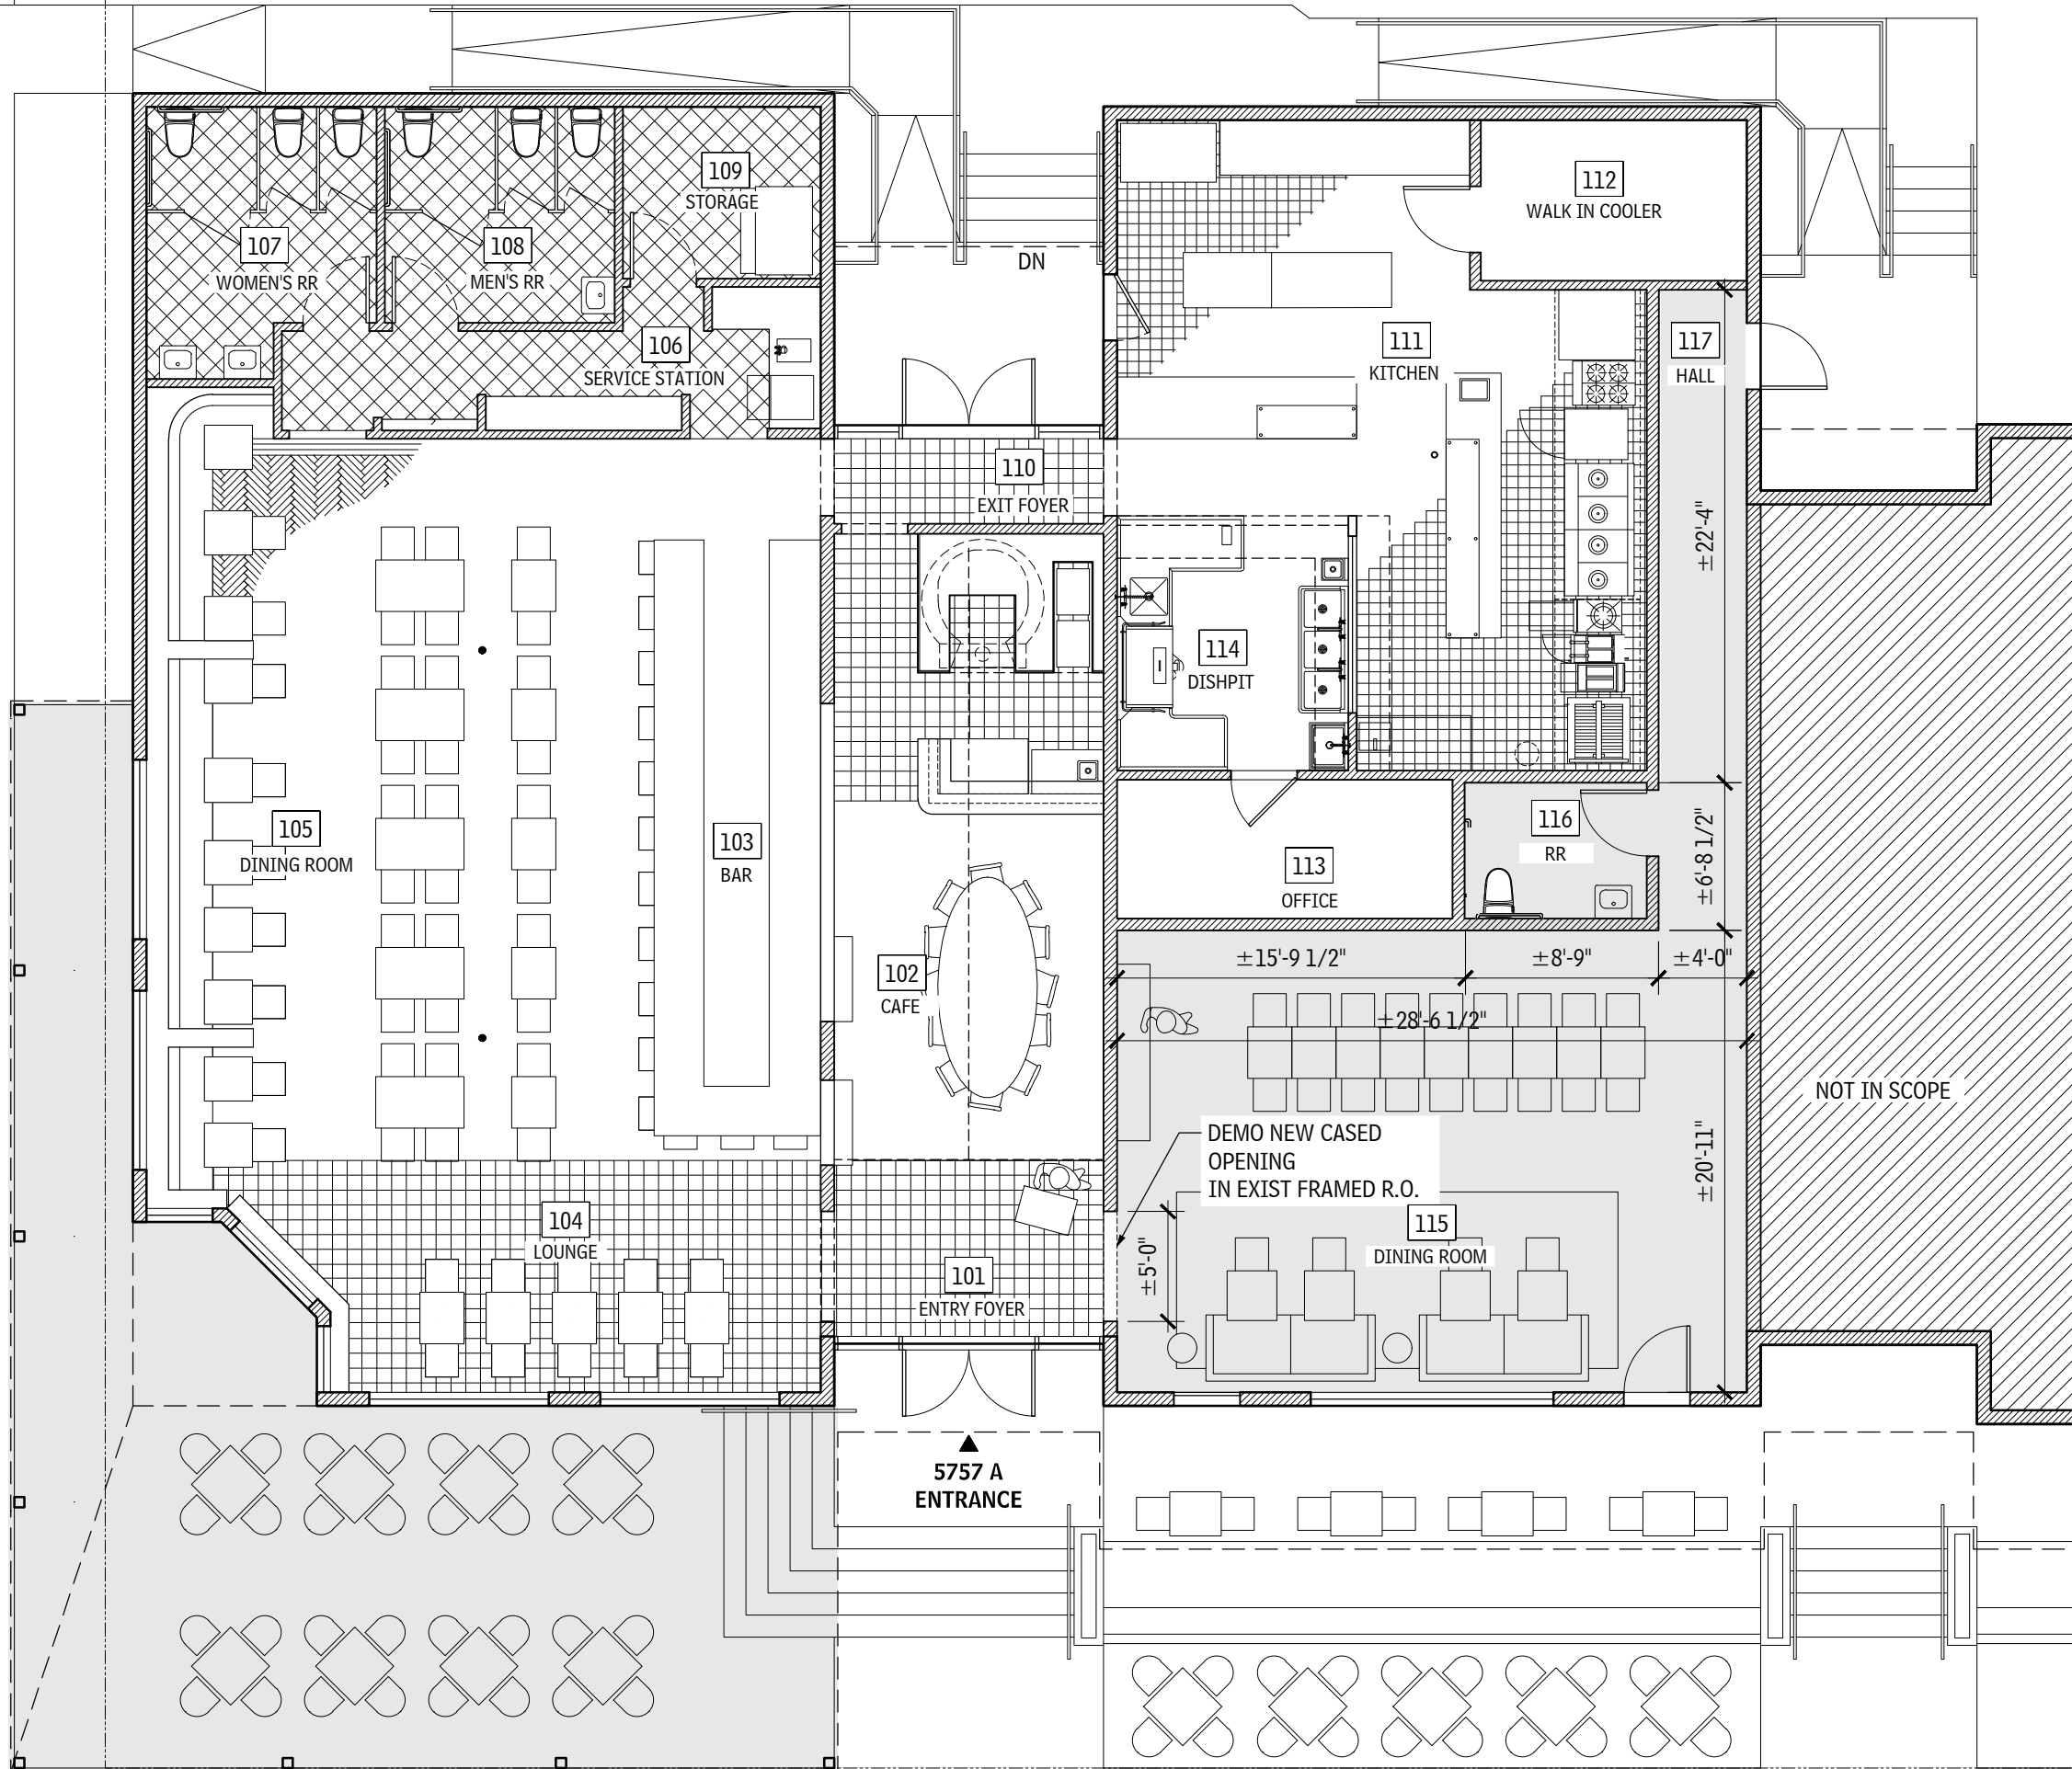 109
STORAGE
112
WALK IN COOLER
107
WOMEN'S RR
108
MEN'S RR
DN
106
SERVICE STATION
111
KITCHEN
117
HALL
110
EXIT FOYER
±22'-4"
114
DISHPIT
105
DINING ROOM
103
BAR
116
RR
±6'-8 1/2"
113
OFFICE
102
CAFE
±15'-9 1/2"
±8'-9"
±4'-0"
±28'-6 1/2"
NOT IN SCOPE
DEMO NEW CASED
OPENING
IN EXIST FRAMED R.O.
±20'-11"
104
LOUNGE
115
DINING ROOM
±5'-0"
101
ENTRY FOYER
5757 A
ENTRANCE